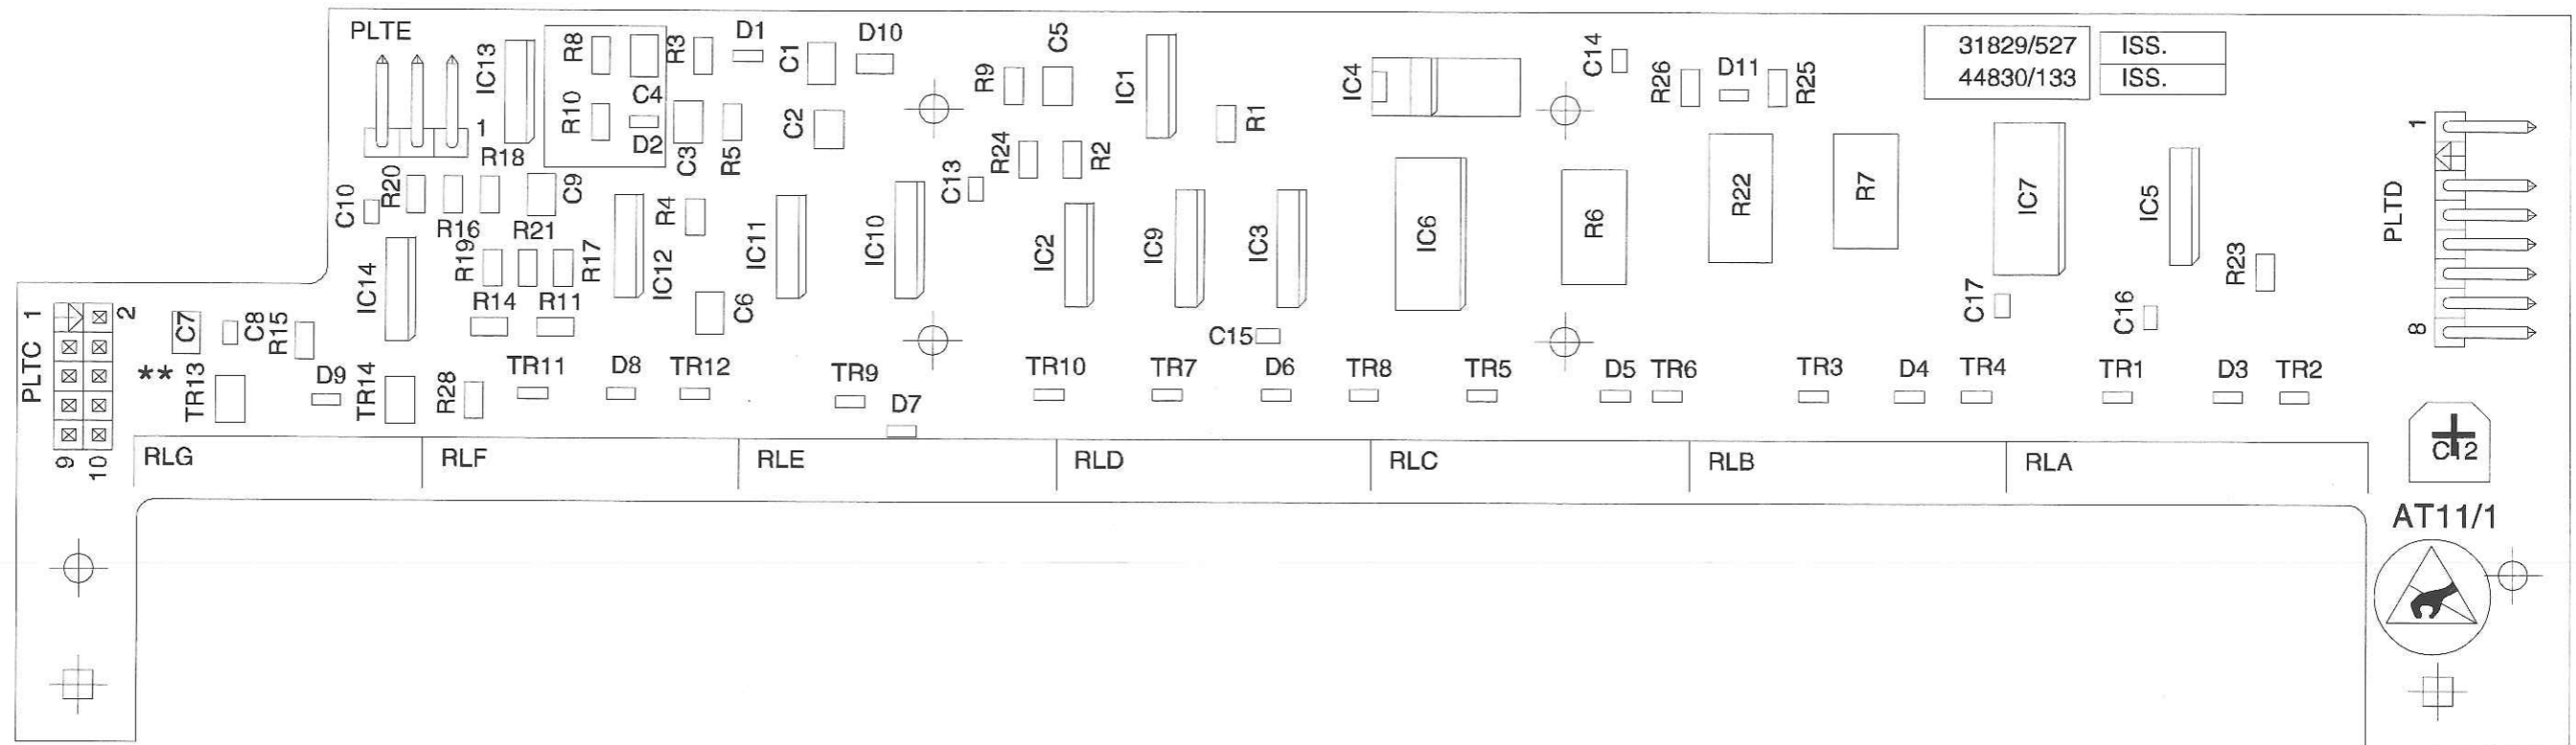 PLTE
R8
R3
D1
C1
D10
C5
R9
IC13
IC1
IC4
C14
R26
D11
R25
31829/527 ISS.
44830/133 ISS.
1
R18
R10
C4
D2
C3
R5
C2
R24
C13
R2
R1
1
PLTD
8
C10
R20
R16
R21
C9
R19
R17
IC12
R4
IC11
IC10
IC2
IC9
IC3
IC6
R6
R22
R7
IC7
IC5
R23
IC14
R14
R11
C6
C15
C17
C16
PLTC
1
2
9
10
C7
C8
R15
**
TR13
D9
TR14
R28
TR11
D8
TR12
TR9
D7
TR10
TR7
D6
TR8
TR5
D5
TR6
TR3
D4
TR4
TR1
D3
TR2
RLG
RLF
RLE
RLD
RLC
RLB
RLA
+
C12
AT11/1